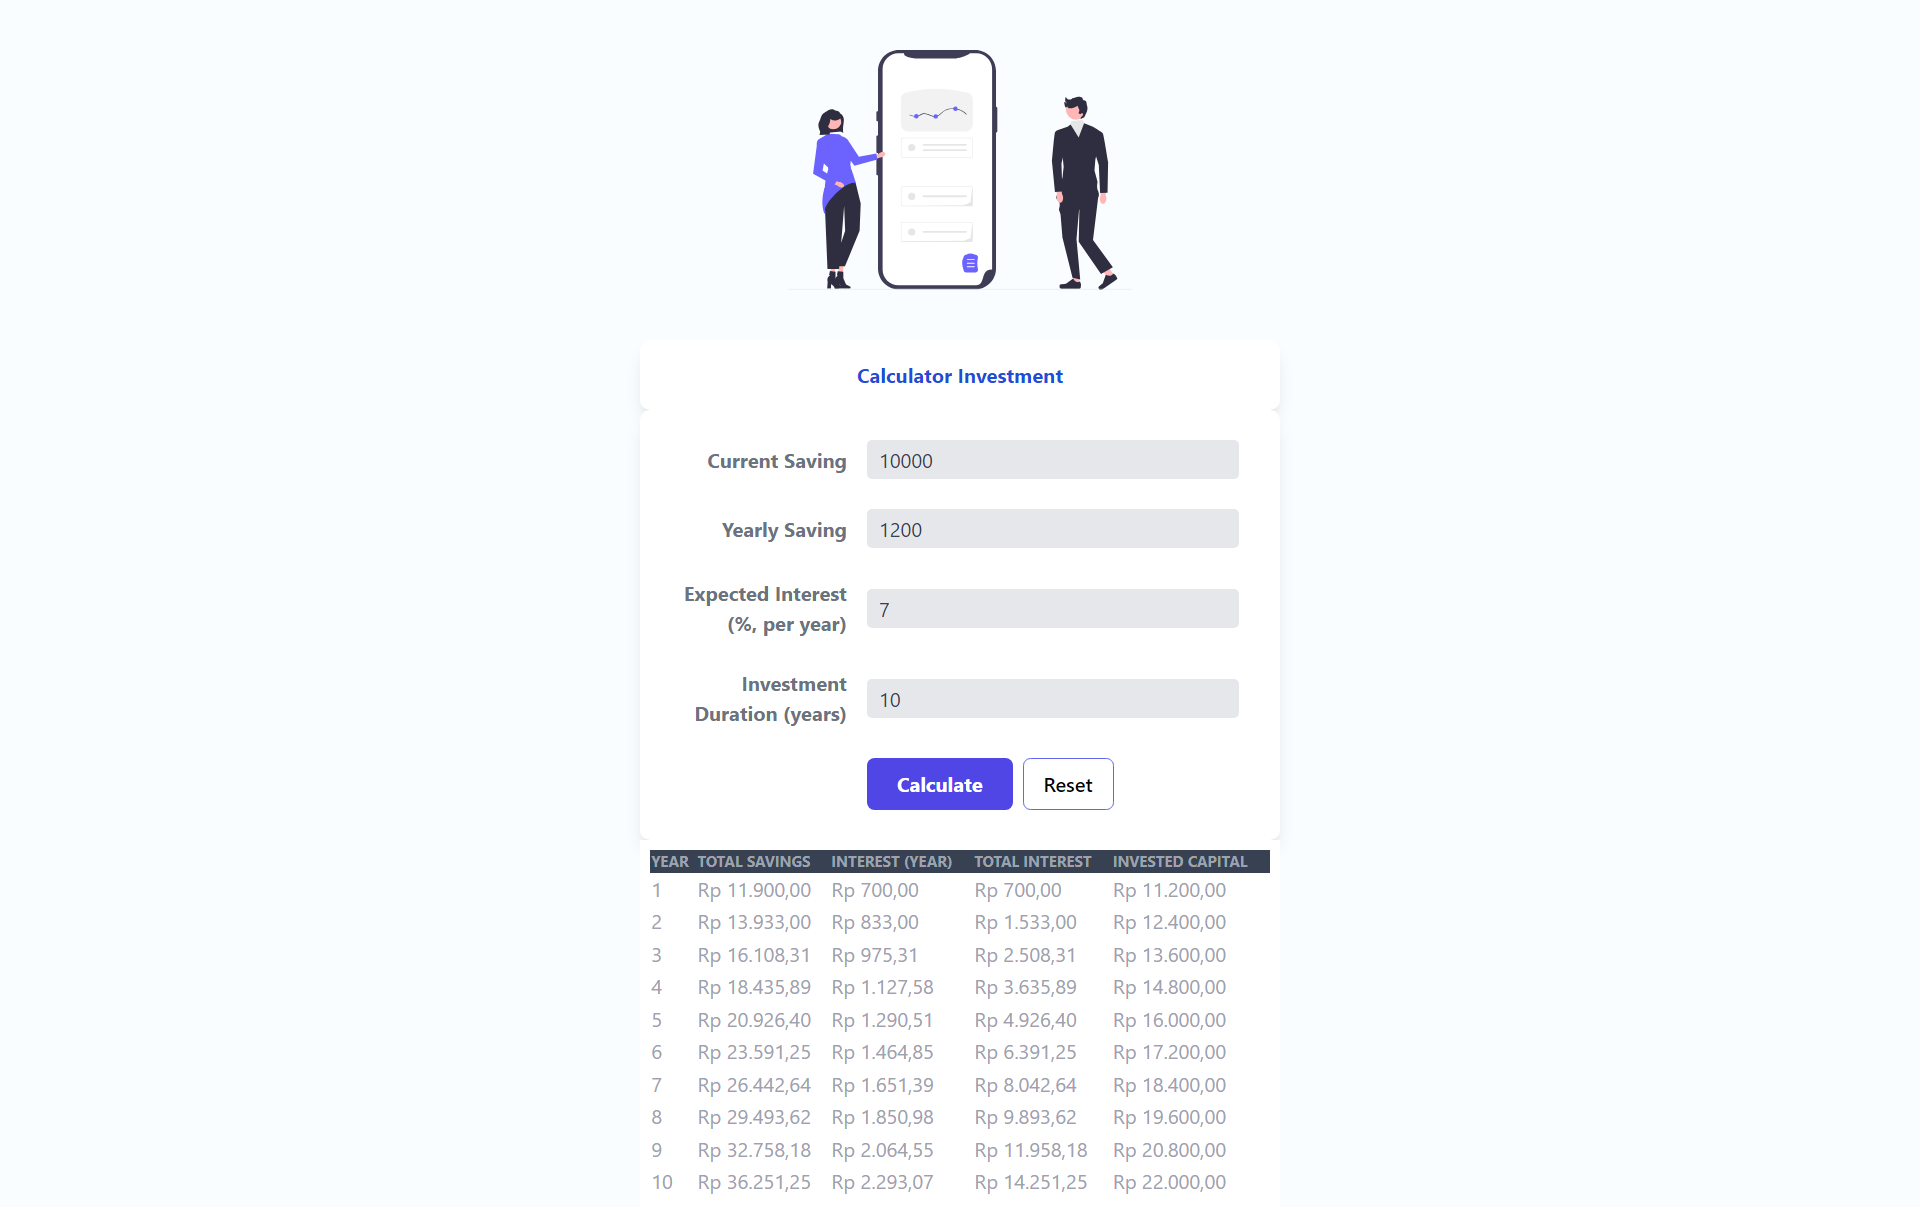 Calculator Investment
Current Saving 10000
Yearly Saving 1200
Expected Interest
(%, per year) 7
Investment
Duration (years) 10
Calculate Reset
YEAR TOTAL SAVINGS INTEREST (YEAR) TOTAL INTEREST INVESTED CAPITAL
1 Rp 11.900,00 Rp 700,00 Rp 700,00 Rp 11.200,00
2 Rp 13.933,00 Rp 833,00 Rp 1.533,00 Rp 12.400,00
3 Rp 16.108,31 Rp 975,31 Rp 2.508,31 Rp 13.600,00
4 Rp 18.435,89 Rp 1.127,58 Rp 3.635,89 Rp 14.800,00
5 Rp 20.926,40 Rp 1.290,51 Rp 4.926,40 Rp 16.000,00
6 Rp 23.591,25 Rp 1.464,85 Rp 6.391,25 Rp 17.200,00
7 Rp 26.442,64 Rp 1.651,39 Rp 8.042,64 Rp 18.400,00
8 Rp 29.493,62 Rp 1.850,98 Rp 9.893,62 Rp 19.600,00
9 Rp 32.758,18 Rp 2.064,55 Rp 11.958,18 Rp 20.800,00
10 Rp 36.251,25 Rp 2.293,07 Rp 14.251,25 Rp 22.000,00